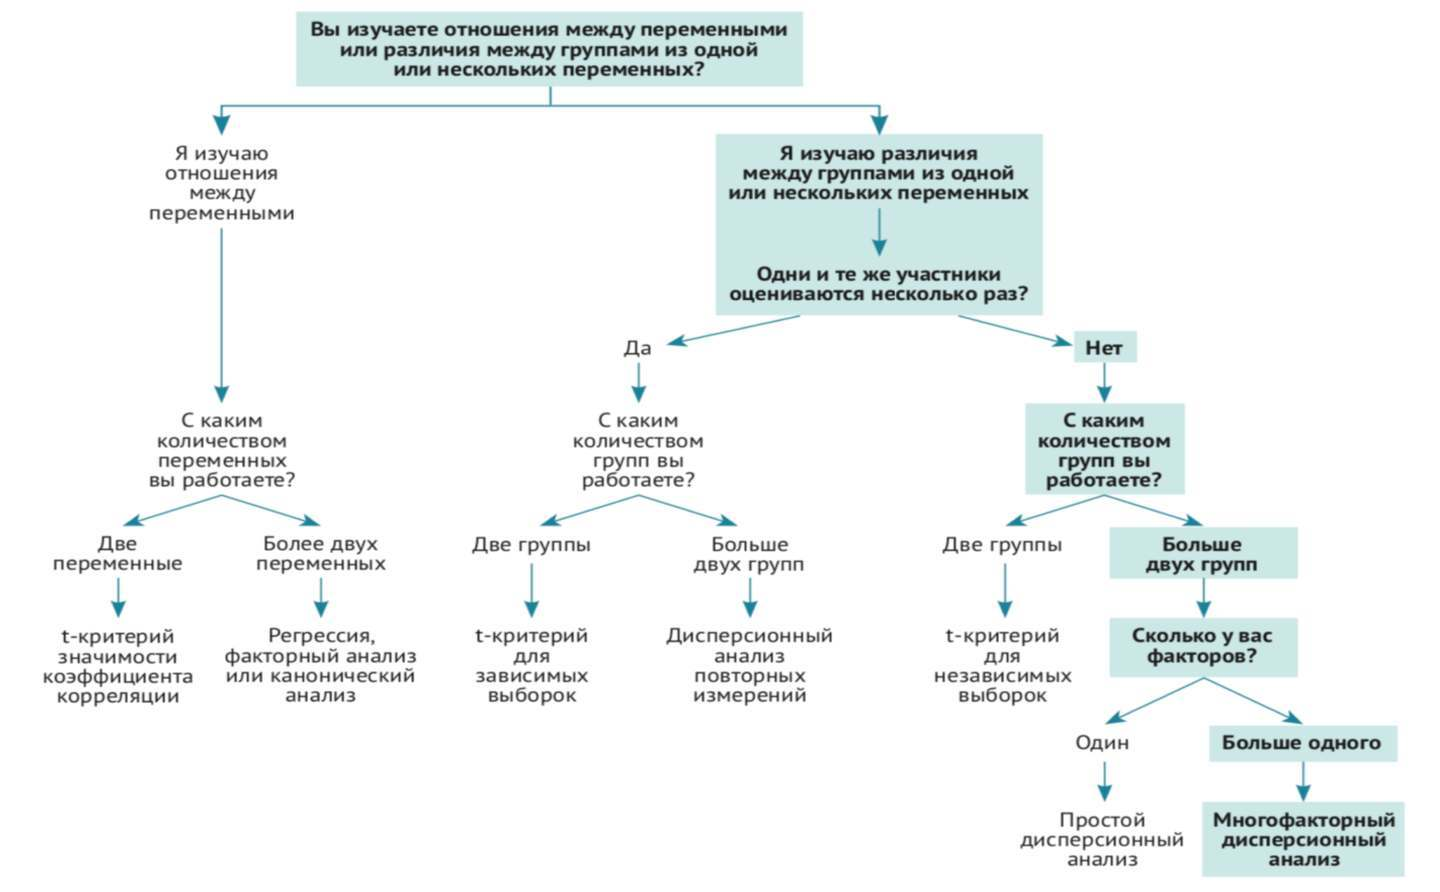 Вы изучаете отношения между переменными
или различия между группами из одной
или нескольких переменных?
Я изучаю
отношения
между
переменными
Я изучаю различия
между группами из одной
или нескольких переменных
Одни и те же участники
оцениваются несколько раз?
Да
Нет
С каким
количеством
переменных
вы работаете?
С каким
количеством
групп вы
работаете?
С каким
количеством
групп вы
работаете?
Две
переменные
Более двух
переменных
Две группы
Больше
двух групп
Две группы
Больше
двух групп
t-критерий
значимости
коэффициента
корреляции
Регрессия,
факторный анализ
или канонический
анализ
t-критерий
для
зависимых
выборок
Дисперсионный
анализ
повторных
измерений
t-критерий
для
независимых
выборок
Сколько у вас
факторов?
Один
Больше одного
Простой
дисперсионный
анализ
Многофакторный
дисперсионный
анализ